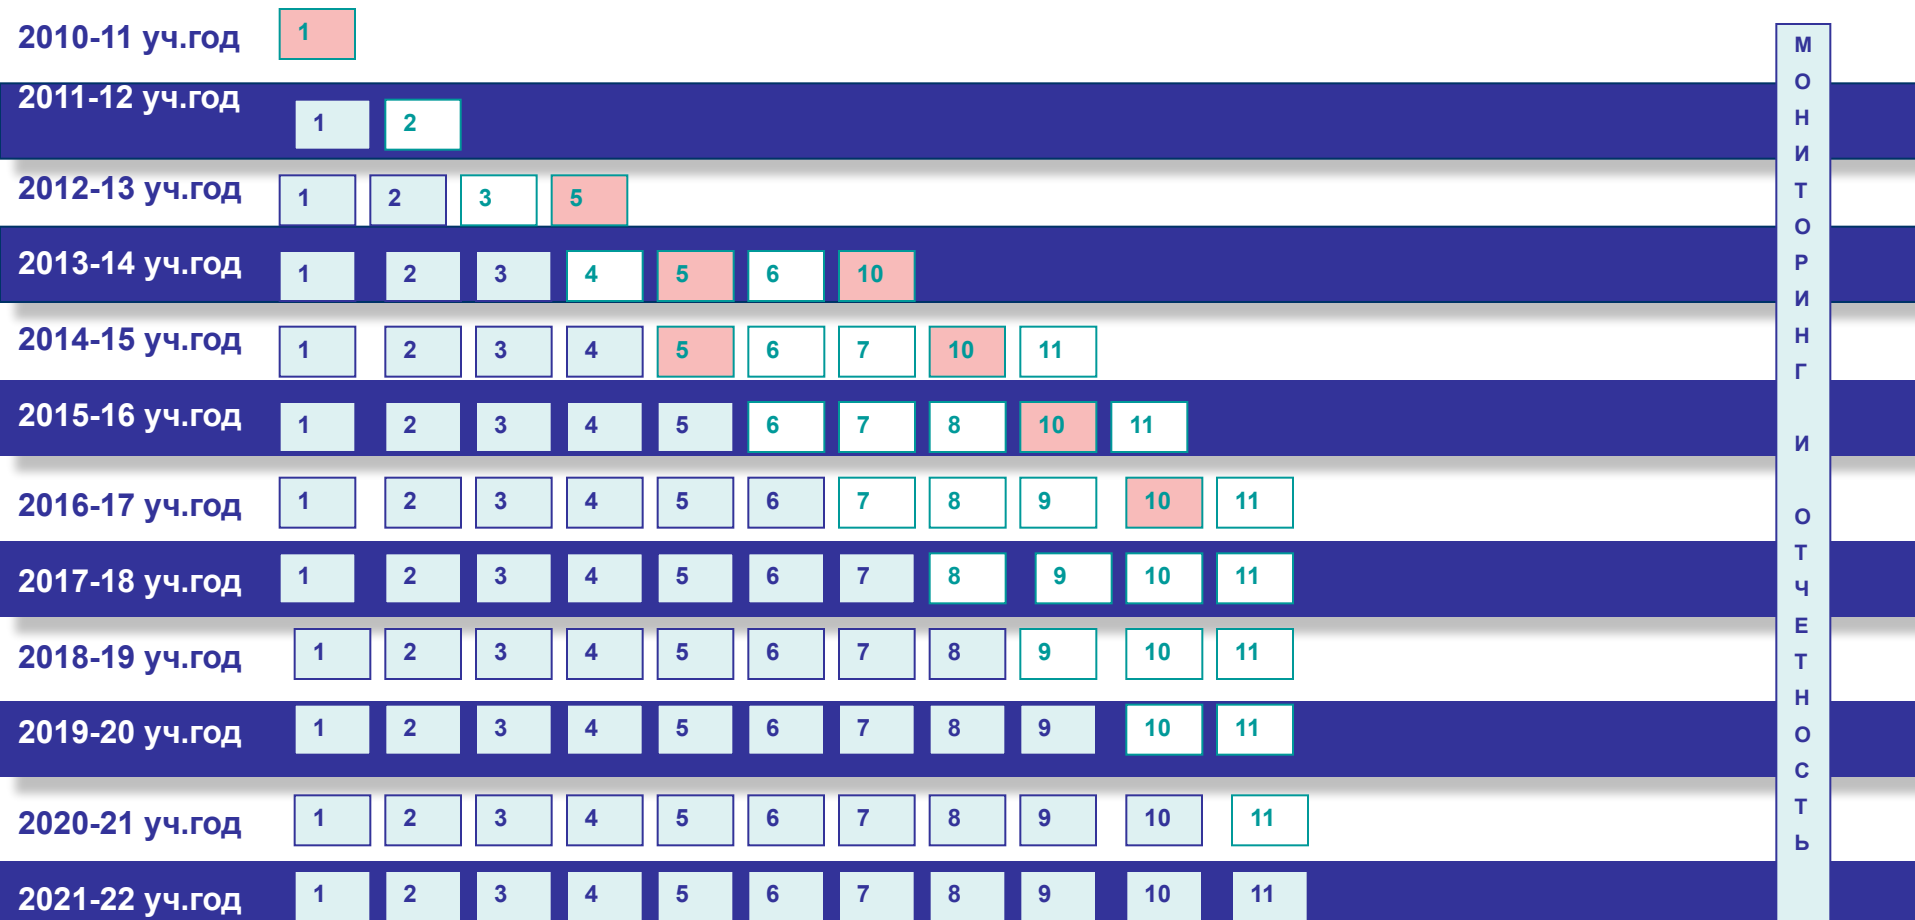 2010-11 уч.год 1
2011-12 уч.год 1 2
2012-13 уч.год 1 2 3 5
2013-14 уч.год 1 2 3 4 5 6 10
2014-15 уч.год 1 2 3 4 5 6 7 10 11
2015-16 уч.год 1 2 3 4 5 6 7 8 10 11
2016-17 уч.год 1 2 3 4 5 6 7 8 9 10 11
2017-18 уч.год 1 2 3 4 5 6 7 8 9 10 11
2018-19 уч.год 1 2 3 4 5 6 7 8 9 10 11
2019-20 уч.год 1 2 3 4 5 6 7 8 9 10 11
2020-21 уч.год 1 2 3 4 5 6 7 8 9 10 11
2021-22 уч.год 1 2 3 4 5 6 7 8 9 10 11
МОНИТОРИНГ И ОТЧЕТНОСТЬ